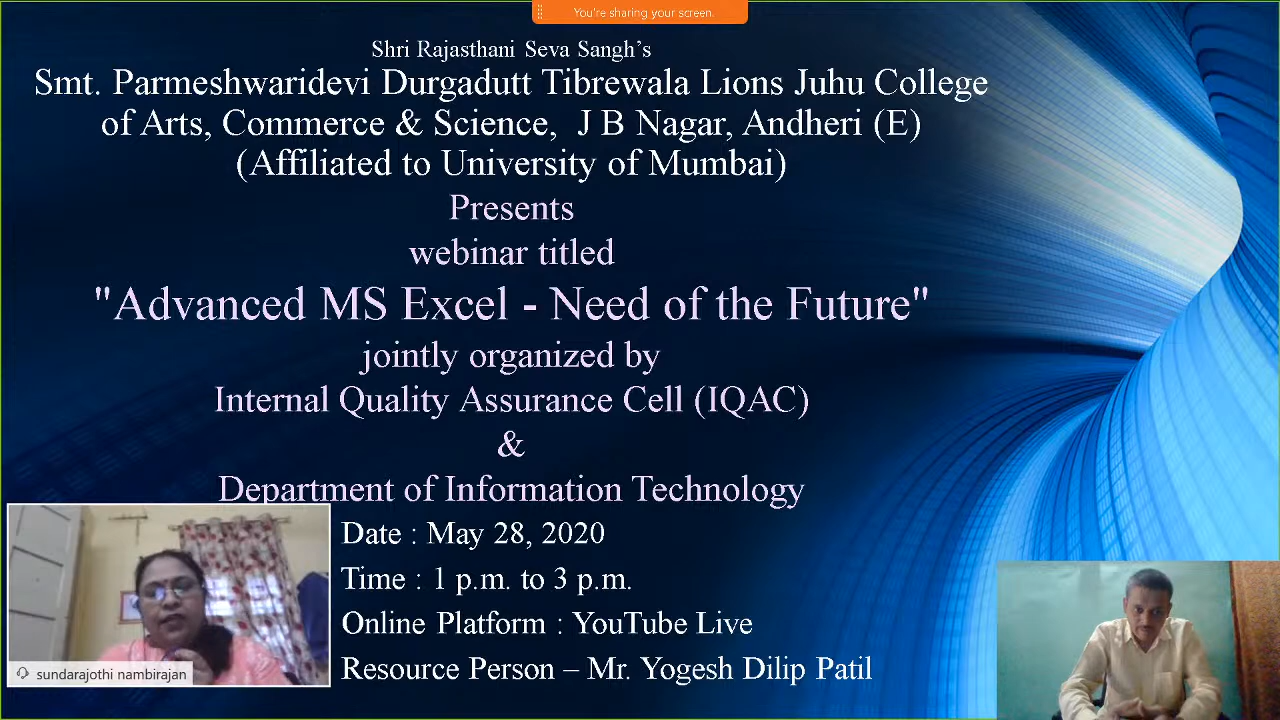 You're sharing your screen.
Shri Rajasthani Seva Sangh's
Smt. Parmeshwaridevi Durgadutt Tibrewala Lions Juhu College
of Arts, Commerce & Science, J B Nagar, Andheri (E)
(Affiliated to University of Mumbai)
Presents
webinar titled
"Advanced MS Excel - Need of the Future"
jointly organized by
Internal Quality Assurance Cell (IQAC)
&
Department of Information Technology
Date : May 28, 2020
Time : 1 p.m. to 3 p.m.
Online Platform : YouTube Live
Resource Person – Mr. Yogesh Dilip Patil
sundarajothi nambirajan